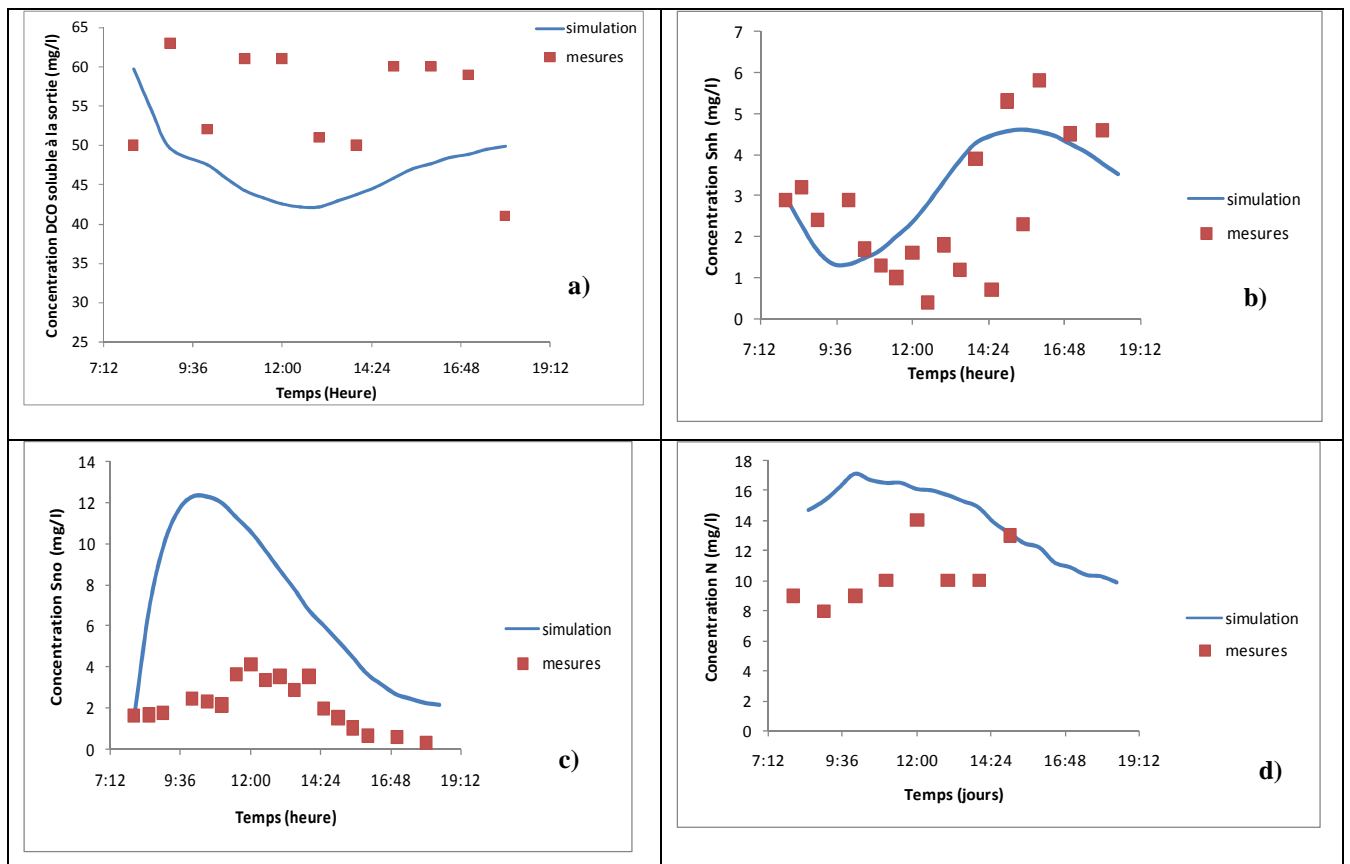 65
60
55
50
45
40
35
30
25
Concentration DCO soluble à la sortie (mg/l)
7:12 9:36 12:00 14:24 16:48 19:12
Temps (Heure)
simulation
mesures
a)
7
6
5
4
3
2
1
0
Concentration Snh (mg/l)
7:12 9:36 12:00 14:24 16:48 19:12
Temps (heure)
simulation
mesures
b)
14
12
10
8
6
4
2
0
Concentration Sno (mg/l)
7:12 9:36 12:00 14:24 16:48 19:12
Temps (heure)
simulation
mesures
c)
18
16
14
12
10
8
6
4
2
0
Concentration N (mg/l)
7:12 9:36 12:00 14:24 16:48 19:12
Temps (jours)
simulation
mesures
d)